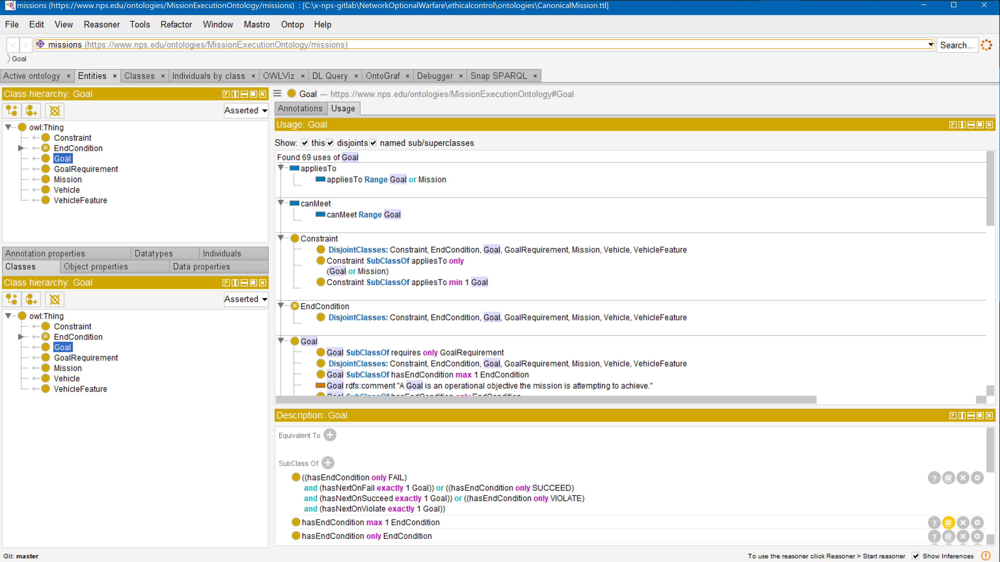 missions (https://www.nps.edu/ontologies/MissionExecutionOntology/missions) : [C:\x-nps-gitlab\NetworkOptionalWarfare\ethicalcontrol\ontologies\CanonicalMission.ttl]
File Edit View Reasoner Tools Refactor Window Mastro Ontop Help
< > missions (https://www.nps.edu/ontologies/MissionExecutionOntology/missions) Search...
Goal
Active ontology × Entities × Classes × Individuals by class × OWLViz × DL Query × OntoGraf × Debugger × Snap SPARQL ×
Class hierarchy: Goal
Asserted
owl:Thing
Constraint
EndCondition
Goal
GoalRequirement
Mission
Vehicle
VehicleFeature
Annotation properties Datatypes Individuals
Classes Object properties Data properties
Class hierarchy: Goal
Asserted
owl:Thing
Constraint
EndCondition
Goal
GoalRequirement
Mission
Vehicle
VehicleFeature
Goal — https://www.nps.edu/ontologies/MissionExecutionOntology#Goal
Annotations Usage
Usage: Goal
Show: this disjoints named sub/superclasses
Found 69 uses of Goal
appliesTo
appliesTo Range Goal or Mission
canMeet
canMeet Range Goal
Constraint
DisjointClasses: Constraint, EndCondition, Goal, GoalRequirement, Mission, Vehicle, VehicleFeature
Constraint SubClassOf appliesTo only
(Goal or Mission)
Constraint SubClassOf appliesTo min 1 Goal
EndCondition
DisjointClasses: Constraint, EndCondition, Goal, GoalRequirement, Mission, Vehicle, VehicleFeature
Goal
Goal SubClassOf requires only GoalRequirement
DisjointClasses: Constraint, EndCondition, Goal, GoalRequirement, Mission, Vehicle, VehicleFeature
Goal SubClassOf hasEndCondition max 1 EndCondition
Goal rdfs:comment "A Goal is an operational objective the mission is attempting to achieve."
Goal SubClassOf hasEndCondition only EndCondition
Description: Goal
Equivalent To
SubClass Of
((hasEndCondition only FAIL)
and (hasNextOnFail exactly 1 Goal)) or ((hasEndCondition only SUCCEED)
and (hasNextOnSucceed exactly 1 Goal)) or ((hasEndCondition only VIOLATE)
and (hasNextOnViolate exactly 1 Goal))
hasEndCondition max 1 EndCondition
hasEndCondition only EndCondition
Git: master
To use the reasoner click Reasoner > Start reasoner Show Inferences